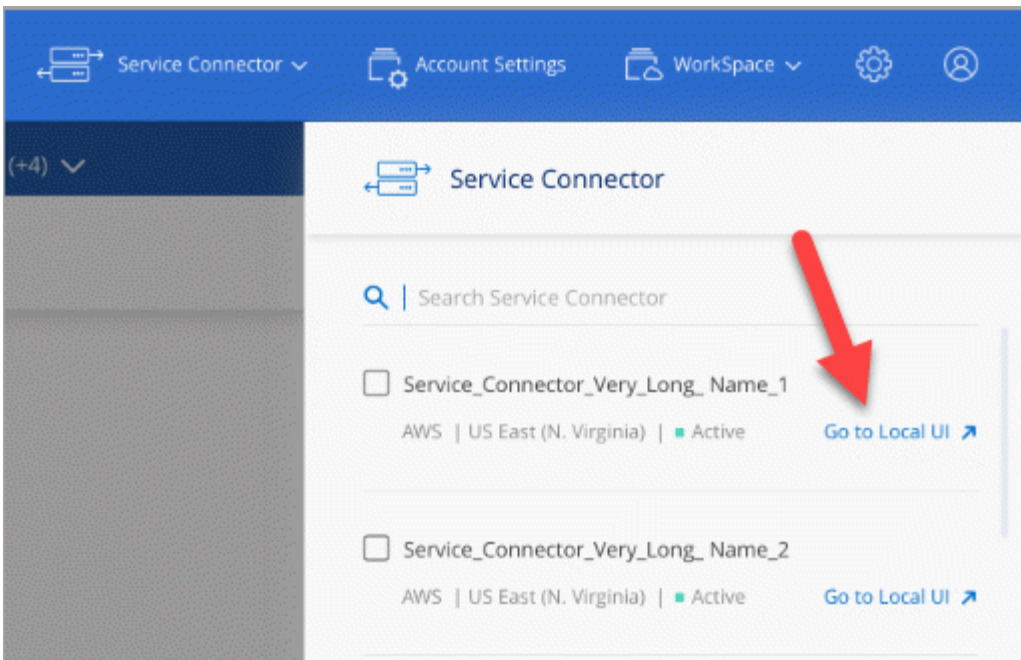 Service Connector Account Settings WorkSpace
(+4)
Service Connector
Search Service Connector
Service_Connector_Very_Long_ Name_1
AWS | US East (N. Virginia) | Active Go to Local UI
Service_Connector_Very_Long_ Name_2
AWS | US East (N. Virginia) | Active Go to Local UI